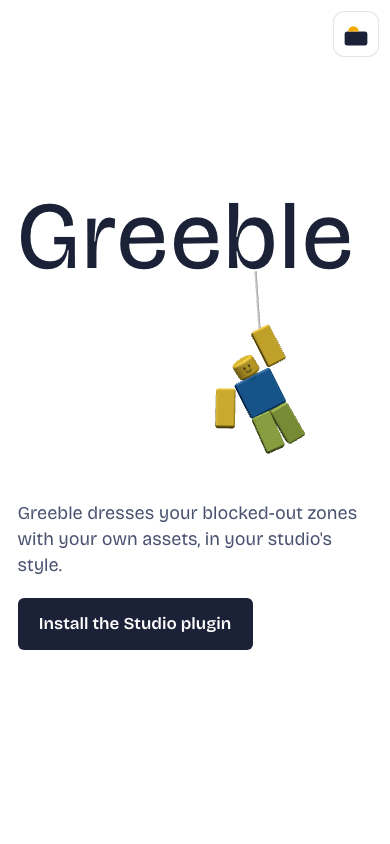 Greeble
Greeble dresses your blocked-out zones
with your own assets, in your studio's
style.
Install the Studio plugin